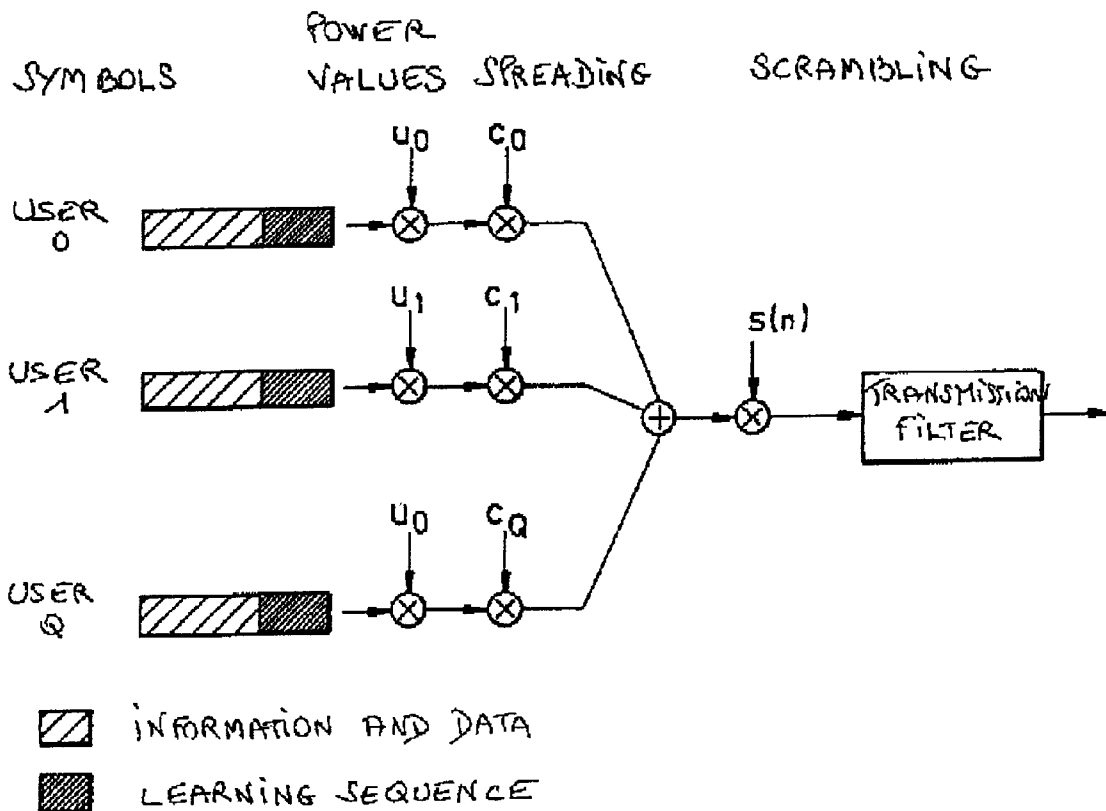 POWER
SYMBOLS VALUES SPREADING SCRAMBLING
u0 c0
USER
0
u1 c1
s(n)
USER
1
TRANSMISSION
FILTER
u0 cQ
USER
Q
INFORMATION AND DATA
LEARNING SEQUENCE